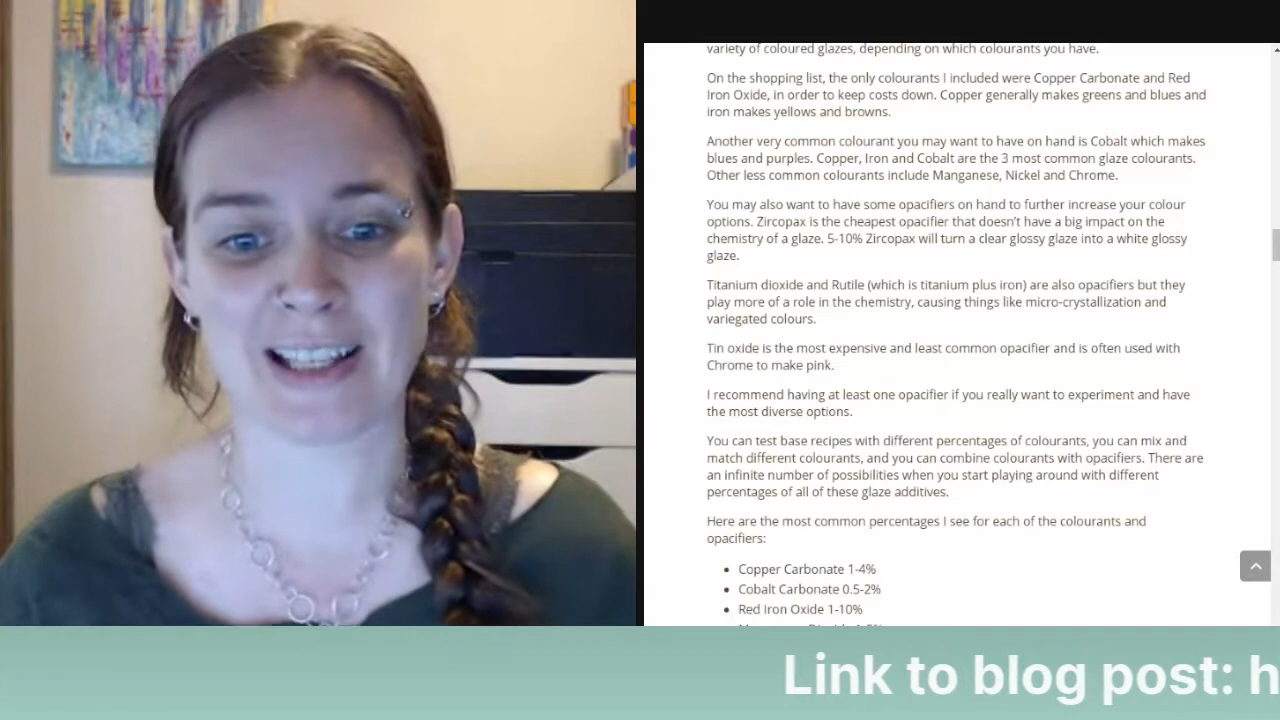 variety of coloured glazes, depending on which colourants you have.
On the shopping list, the only colourants I included were Copper Carbonate and Red
Iron Oxide, in order to keep costs down. Copper generally makes greens and blues and
iron makes yellows and browns.
Another very common colourant you may want to have on hand is Cobalt which makes
blues and purples. Copper, Iron and Cobalt are the 3 most common glaze colourants.
Other less common colourants include Manganese, Nickel and Chrome.
You may also want to have some opacifiers on hand to further increase your colour
options. Zircopax is the cheapest opacifier that doesn't have a big impact on the
chemistry of a glaze. 5-10% Zircopax will turn a clear glossy glaze into a white glossy
glaze.
Titanium dioxide and Rutile (which is titanium plus iron) are also opacifiers but they
play more of a role in the chemistry, causing things like micro-crystallization and
variegated colours.
Tin oxide is the most expensive and least common opacifier and is often used with
Chrome to make pink.
I recommend having at least one opacifier if you really want to experiment and have
the most diverse options.
You can test base recipes with different percentages of colourants, you can mix and
match different colourants, and you can combine colourants with opacifiers. There are
an infinite number of possibilities when you start playing around with different
percentages of all of these glaze additives.
Here are the most common percentages I see for each of the colourants and
opacifiers:
• Copper Carbonate 1-4%
• Cobalt Carbonate 0.5-2%
• Red Iron Oxide 1-10%
Link to blog post: h